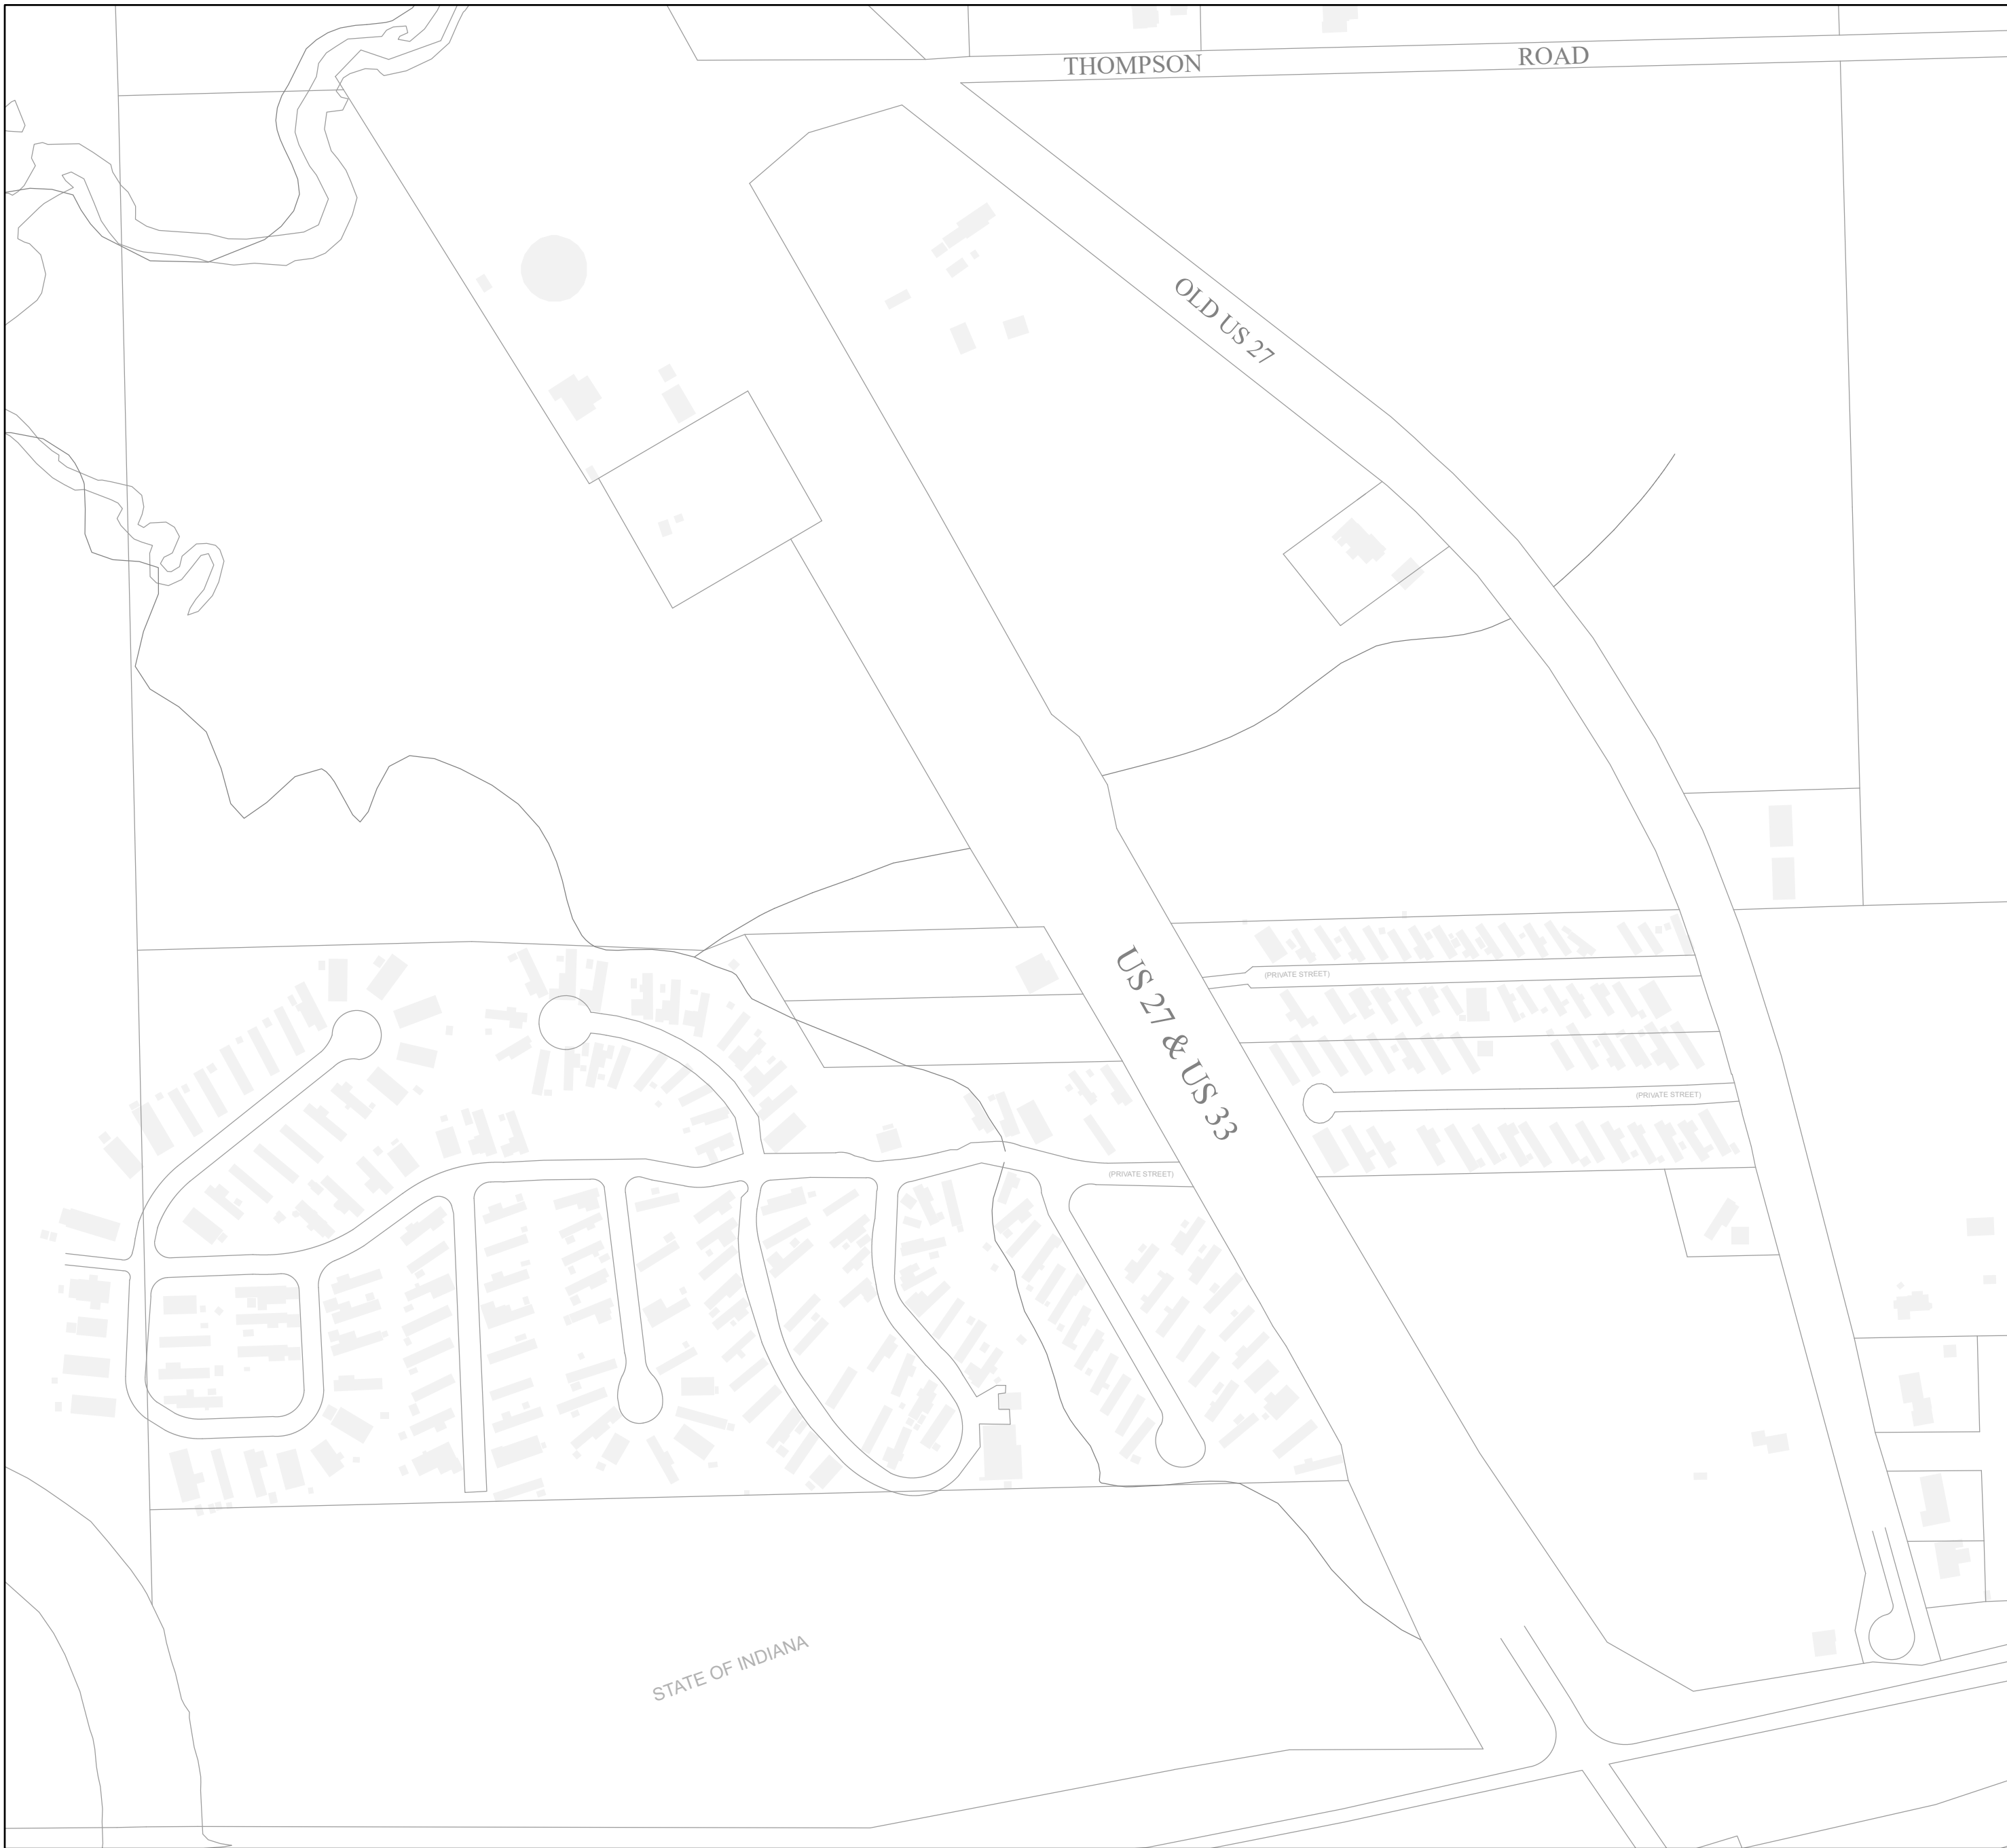 THOMPSON ROAD
OLD US 27
US 27 & US 33
(PRIVATE STREET)
(PRIVATE STREET)
(PRIVATE STREET)
STATE OF INDIANA